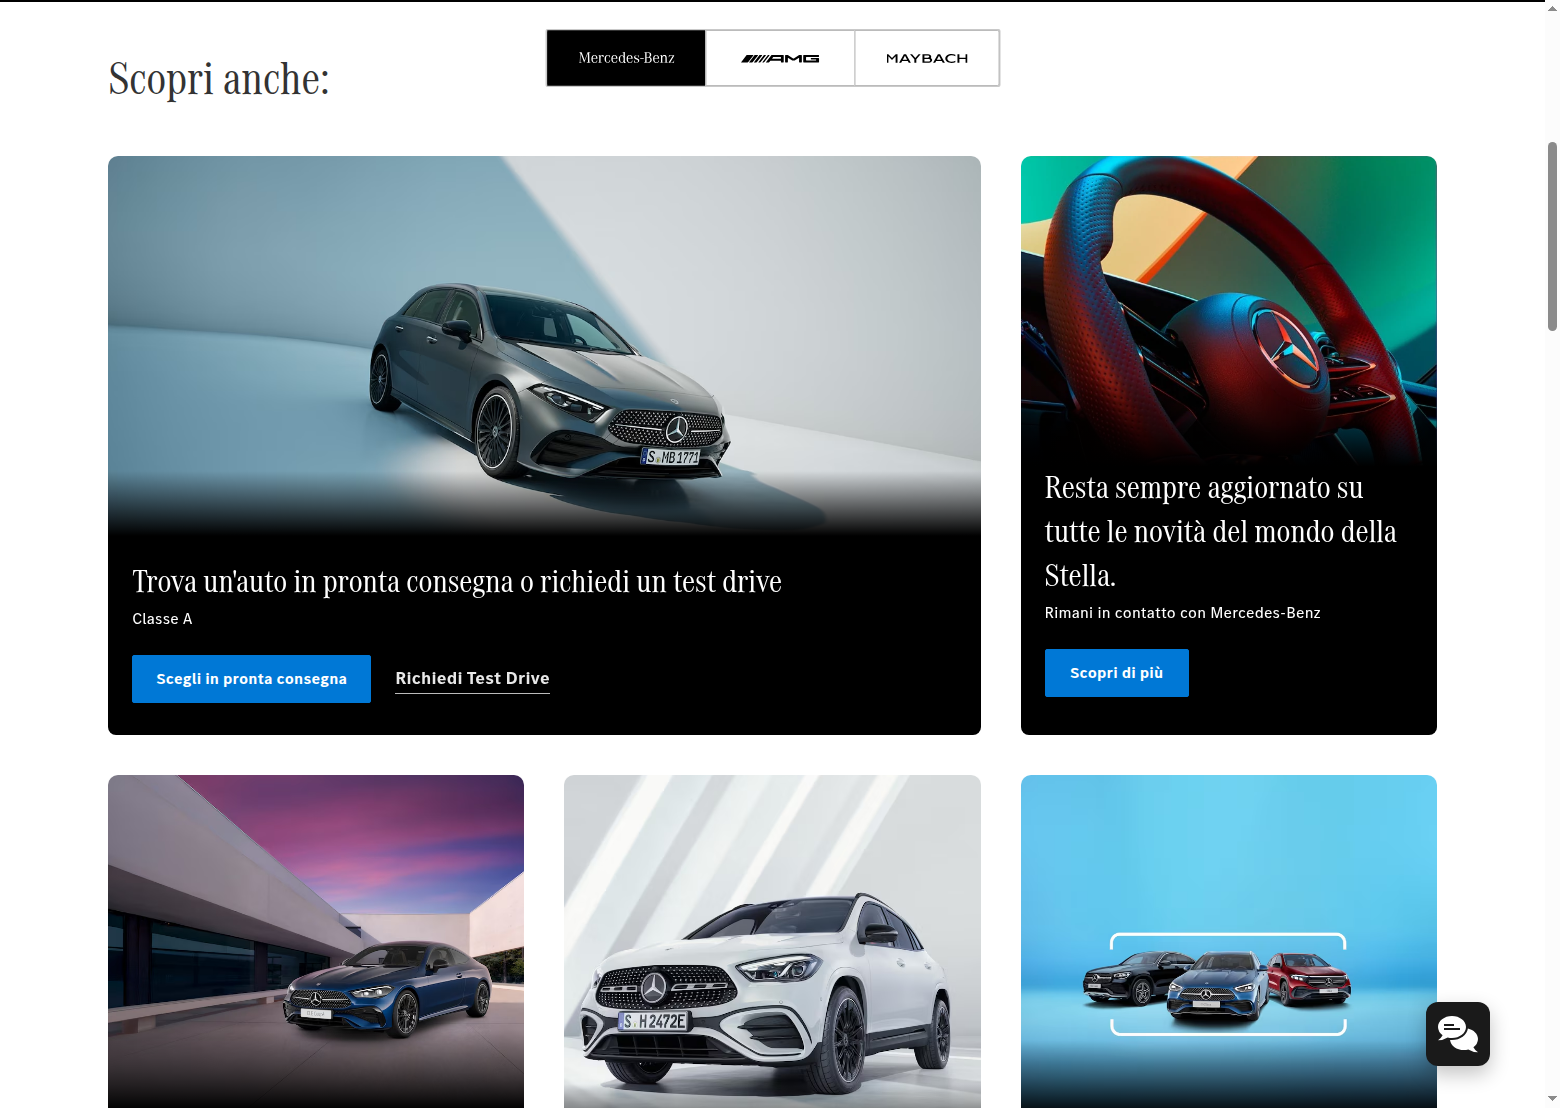 Scopri anche:
Mercedes-Benz
AMG
MAYBACH
S MB 1771
Trova un'auto in pronta consegna o richiedi un test drive
Classe A
Scegli in pronta consegna
Richiedi Test Drive
Resta sempre aggiornato su
tutte le novità del mondo della
Stella.
Rimani in contatto con Mercedes-Benz
Scopri di più
S H 2472E